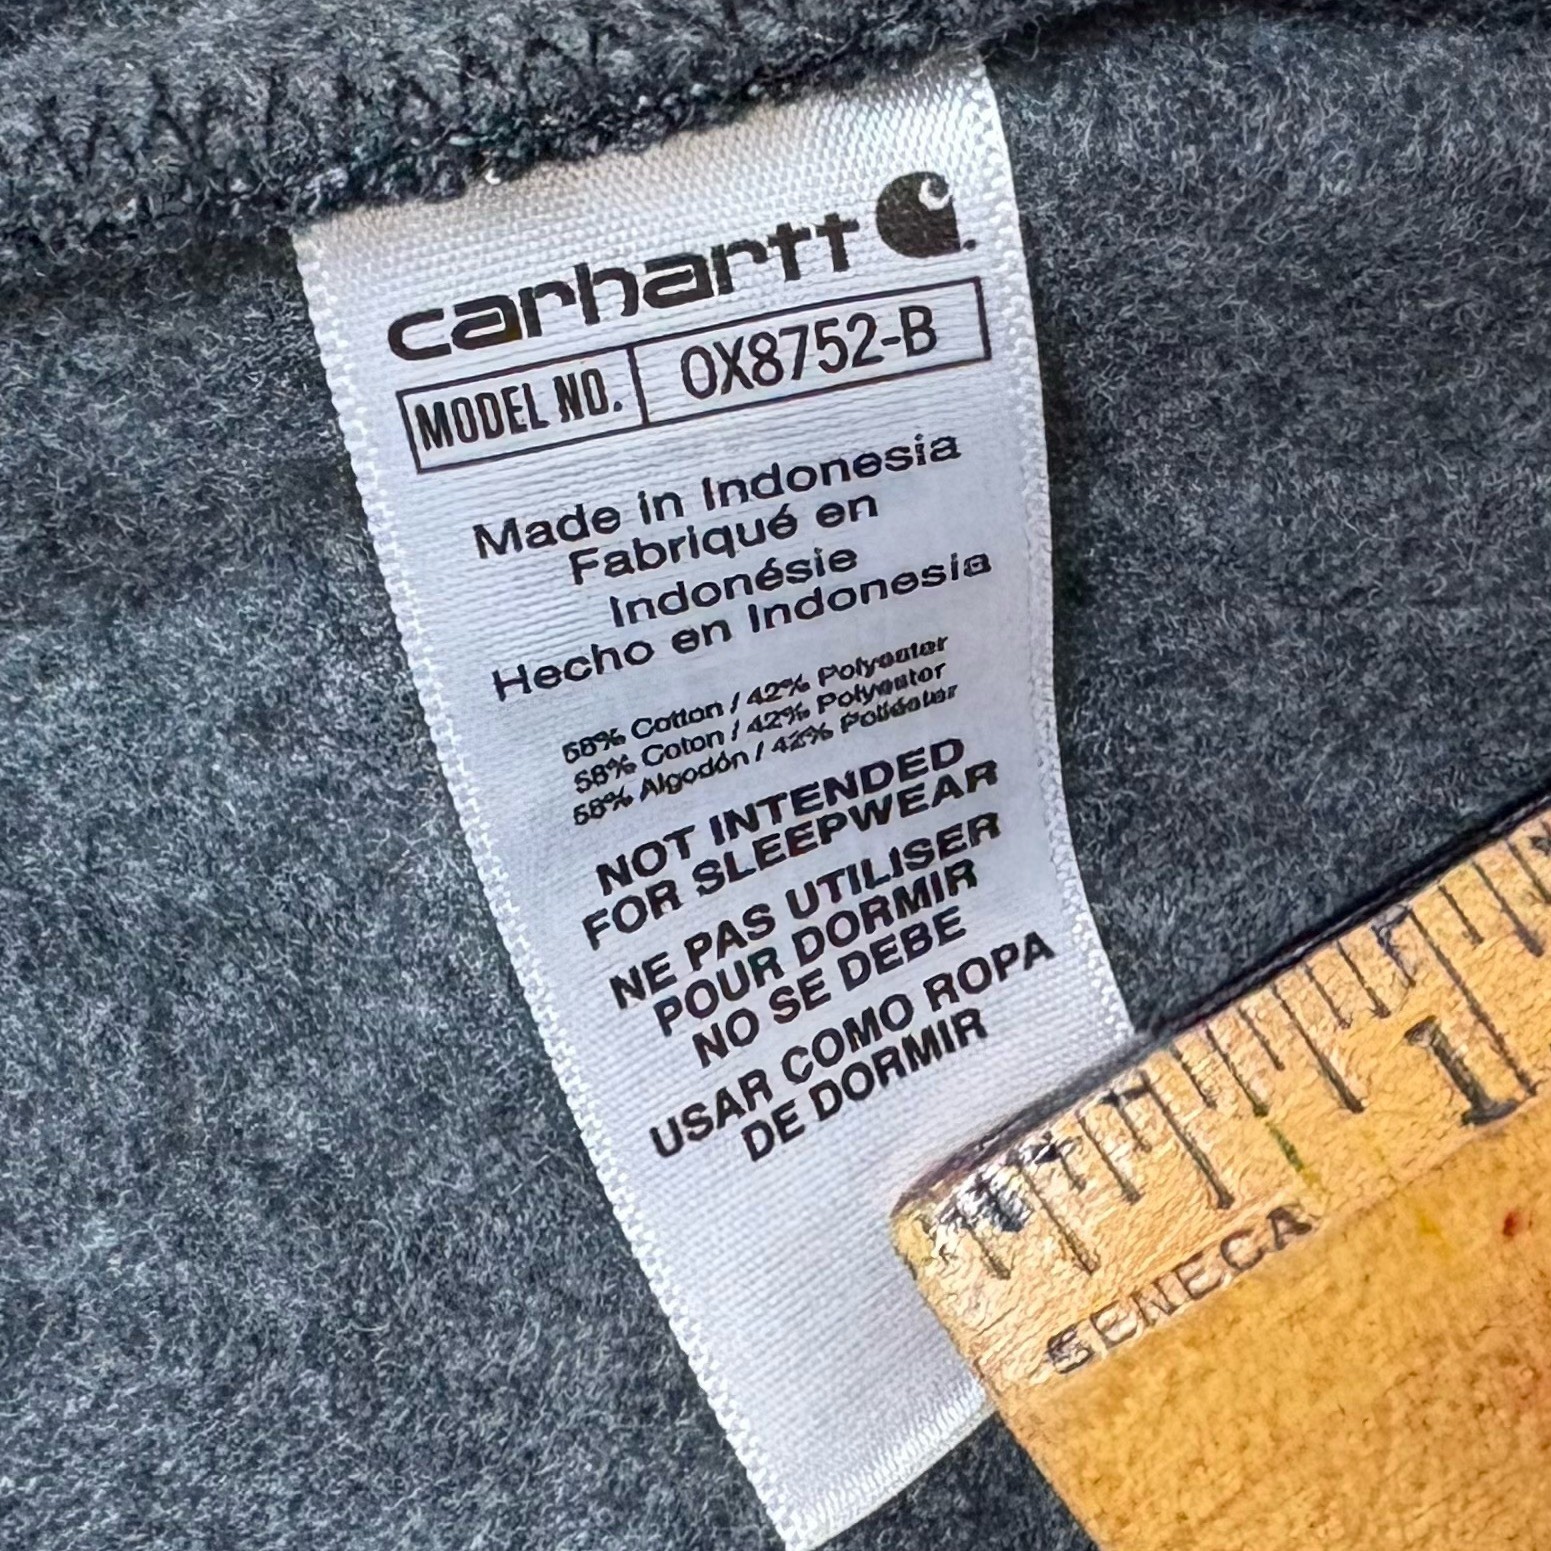 carhartt
MODEL NO. 0X8752-B
Made in Indonesia
Fabriqué en
Indonésie
Hecho en Indonesia
58% Cotton / 42% Polyester
58% Coton / 42% Polyester
58% Algodón / 42% Poliéster
NOT INTENDED
FOR SLEEPWEAR
NE PAS UTILISER
POUR DORMIR
NO SE DEBE
USAR COMO ROPA
DE DORMIR
1
SENECA